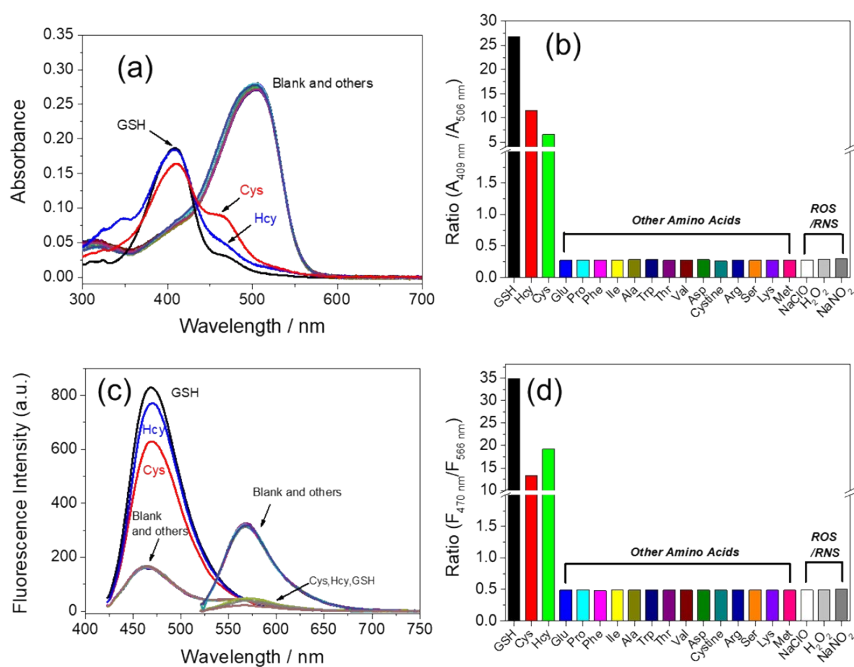 (a)
0.35
0.30
0.25
0.20
0.15
0.10
0.05
0.00
Absorbance
GSH
Blank and others
Cys
Hcy
300 400 500 600 700
Wavelength / nm
(b)
30
25
20
15
10
5
1.5
1.0
0.5
0.0
Ratio (A409 nm /A506 nm)
Other Amino Acids
ROS
/RNS
GSH
Hcy
Cys
Glu
Pro
Phe
Ile
Ala
Trp
Thr
Val
Asp
Cystine
Arg
Ser
Lys
Met
NaClO
H2O2
NaNO2
(c)
800
600
400
200
0
Fluorescence Intensity (a.u.)
GSH
Hcy
Cys
Blank
and others
Blank and others
Cys,Hcy,GSH
400 450 500 550 600 650 700 750
Wavelength / nm
(d)
35
30
25
20
15
10
1.5
1.0
0.5
0.0
Ratio (F470 nm/F566 nm)
Other Amino Acids
ROS
/RNS
GSH
Cys
Hcy
Glu
Pro
Phe
Ile
Ala
Trp
Thr
Val
Asp
Cystine
Arg
Ser
Lys
Met
NaClO
H2O2
NaNO2